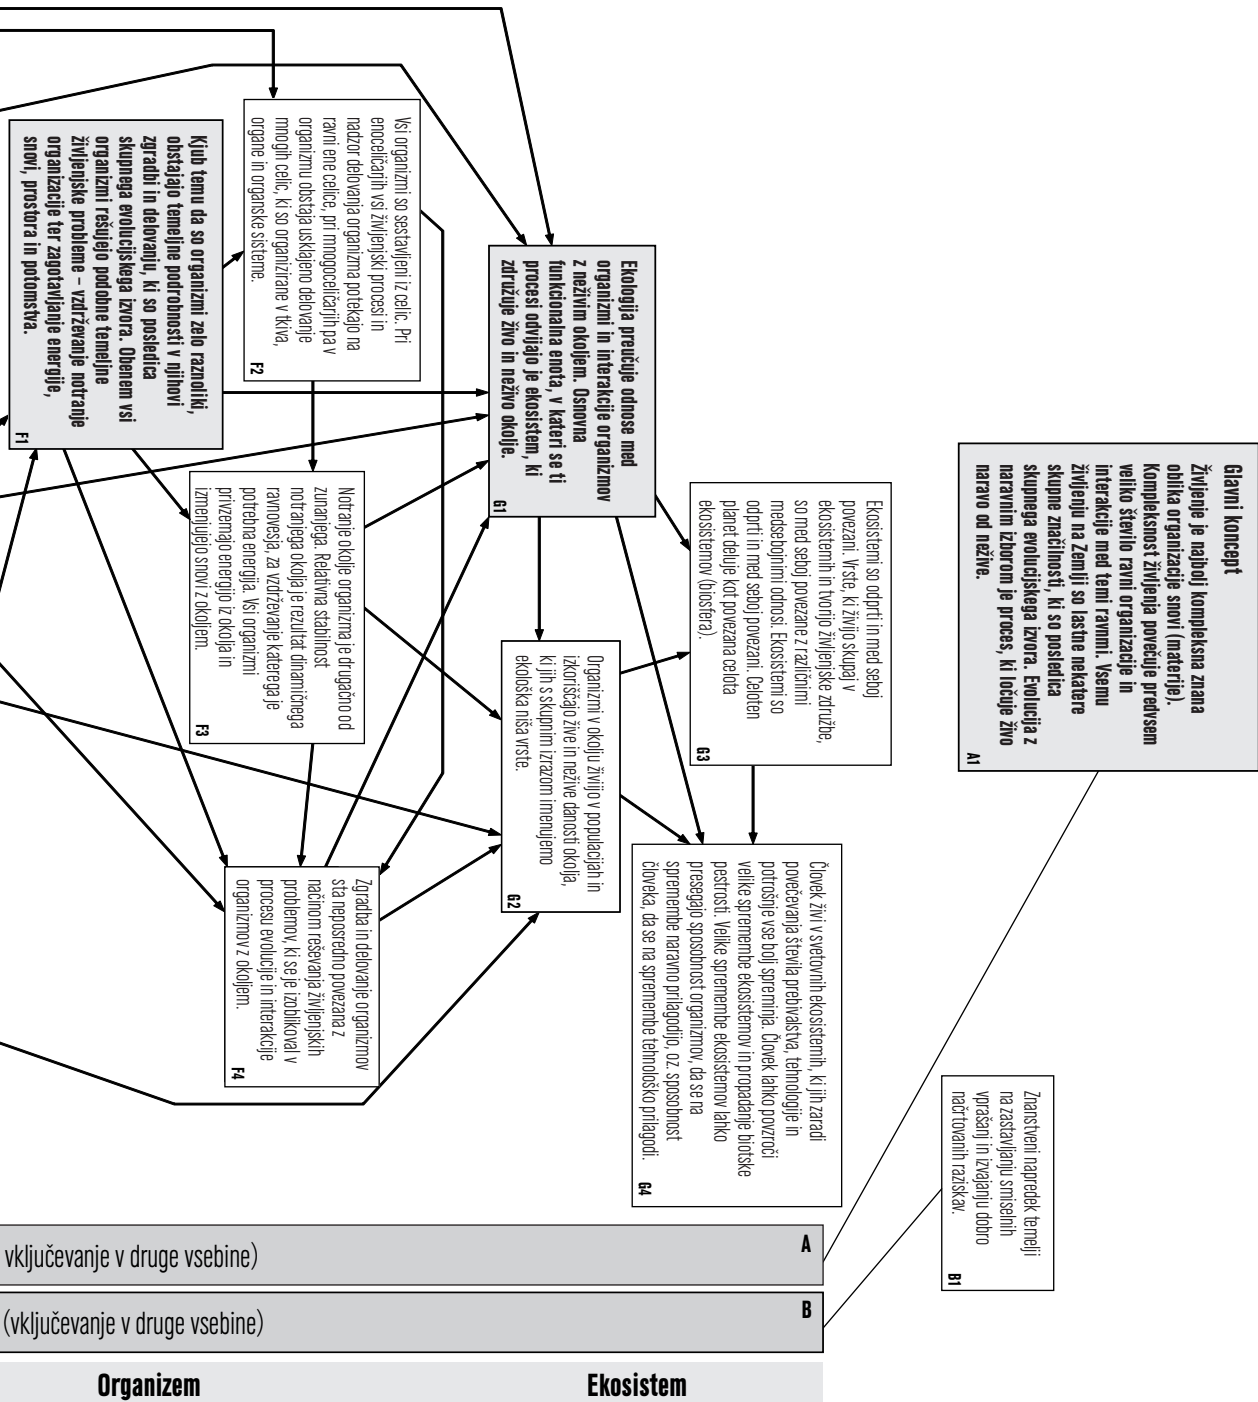 Glavni koncept
Življenje je najbolj kompleksna znana
oblika organizacije snovi (materije).
Kompleksnost življenja povečuje predvsem
veliko število ravni organizacije in
interakcije med temi ravnmi. Vsemu
življenju na Zemlji so lastne nekatere
skupne značilnosti, ki so posledica
skupnega evolucijskega izvora. Evolucija z
naravnim izborom je proces, ki ločuje živo
naravo od nežive.
A1
Znanstveni napredek temelji
na zastavljanju smiselnih
vprašanj in izvajanju dobro
načrtovanih raziskav.
B1
Ekosistemi so odprti in med seboj
povezani. Vrste, ki živijo skupaj v
ekosistemih in tvorijo življenjske združbe,
so med seboj povezane z različnimi
medsebojnimi odnosi. Ekosistemi so
odprti in med seboj povezani. Celoten
planet deluje kot povezana celota
ekosistemov (biosfera).
G3
Človek živi v svetovnih ekosistemih, ki jih zaradi
povečevanja števila prebivalstva, tehnologije in
potrošnje vse bolj spreminja. Človek lahko povzroči
velike spremembe ekosistemov in propadanje biotske
pestrosti. Velike spremembe ekosistemov lahko
presegajo sposobnost organizmov, da se na
spremembe naravno prilagodijo, oz. sposobnost
človeka, da se na spremembe tehnološko prilagodi.
G4
Ekologija preučuje odnose med
organizmi in interakcije organizmov
z neživim okoljem. Osnovna
funkcionalna enota, v kateri se ti
procesi odvijajo je ekosistem, ki
združuje živo in neživo okolje.
G1
Organizmi v okolju živijo v populacijah in
izkoriščajo žive in nežive danosti okolja,
ki jih s skupnim izrazom imenujemo
ekološka niša vrste.
G2
Vsi organizmi so sestavljeni iz celic. Pri
enoceličarjih vsi življenjski procesi in
nadzor delovanja organizma potekajo na
ravni ene celice, pri mnogoceličarjih pa v
organizmu obstaja usklajeno delovanje
mnogih celic, ki so organizirane v tkiva,
organe in organske sisteme.
F2
Notranje okolje organizma je drugačno od
zunanjega. Relativna stabilnost
notranjega okolja je rezultat dinamičnega
ravnovesja, za vzdrževanje katerega je
potrebna energija. Vsi organizmi
privzemajo energijo iz okolja in
izmenjujejo snovi z okoljem.
F3
Zgradba in delovanje organizmov
sta neposredno povezana z
načinom reševanja življenjskih
problemov, ki se je izoblikoval v
procesu evolucije in interakcije
organizmov z okoljem.
F4
Kjub temu da so organizmi zelo raznoliki,
obstajajo temeljne podrobnosti v njihovi
zgradbi in delovanju, ki so posledica
skupnega evolucijskega izvora. Obenem vsi
organizmi rešujejo podobne temeljne
življenjske probleme – vzdrževanje notranje
organizacije ter zagotavljanje energije,
snovi, prostora in potomstva.
F1
vključevanje v druge vsebine)
A
(vključevanje v druge vsebine)
B
Organizem
Ekosistem